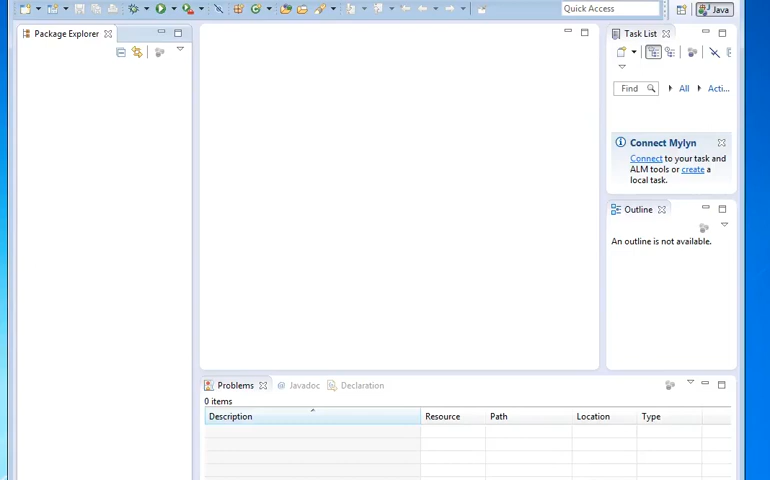 Quick Access
Java
Package Explorer
Task List
Find
All
Acti...
Connect Mylyn
Connect to your task and
ALM tools or create a
local task.
Outline
An outline is not available.
Problems
@ Javadoc
Declaration
0 items
Description
Resource
Path
Location
Type